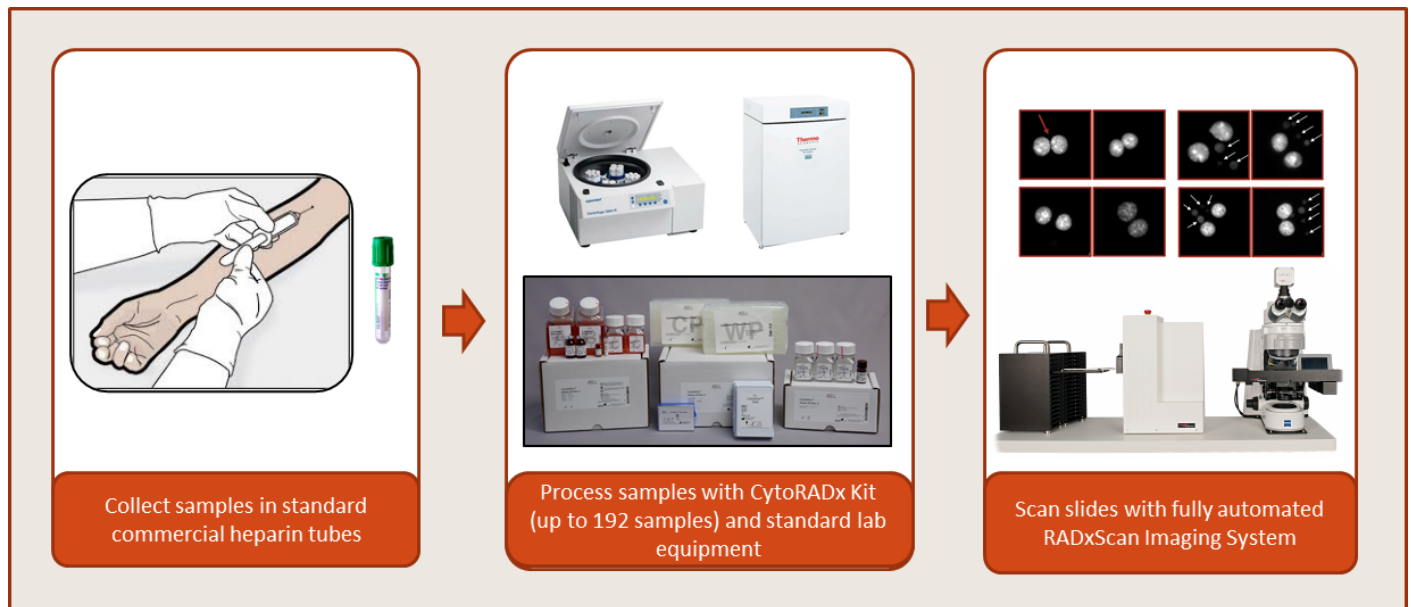 Collect samples in standard
commercial heparin tubes
Thermo
CP
WP
Process samples with CytoRADx Kit
(up to 192 samples) and standard lab
equipment
Scan slides with fully automated
RADxScan Imaging System